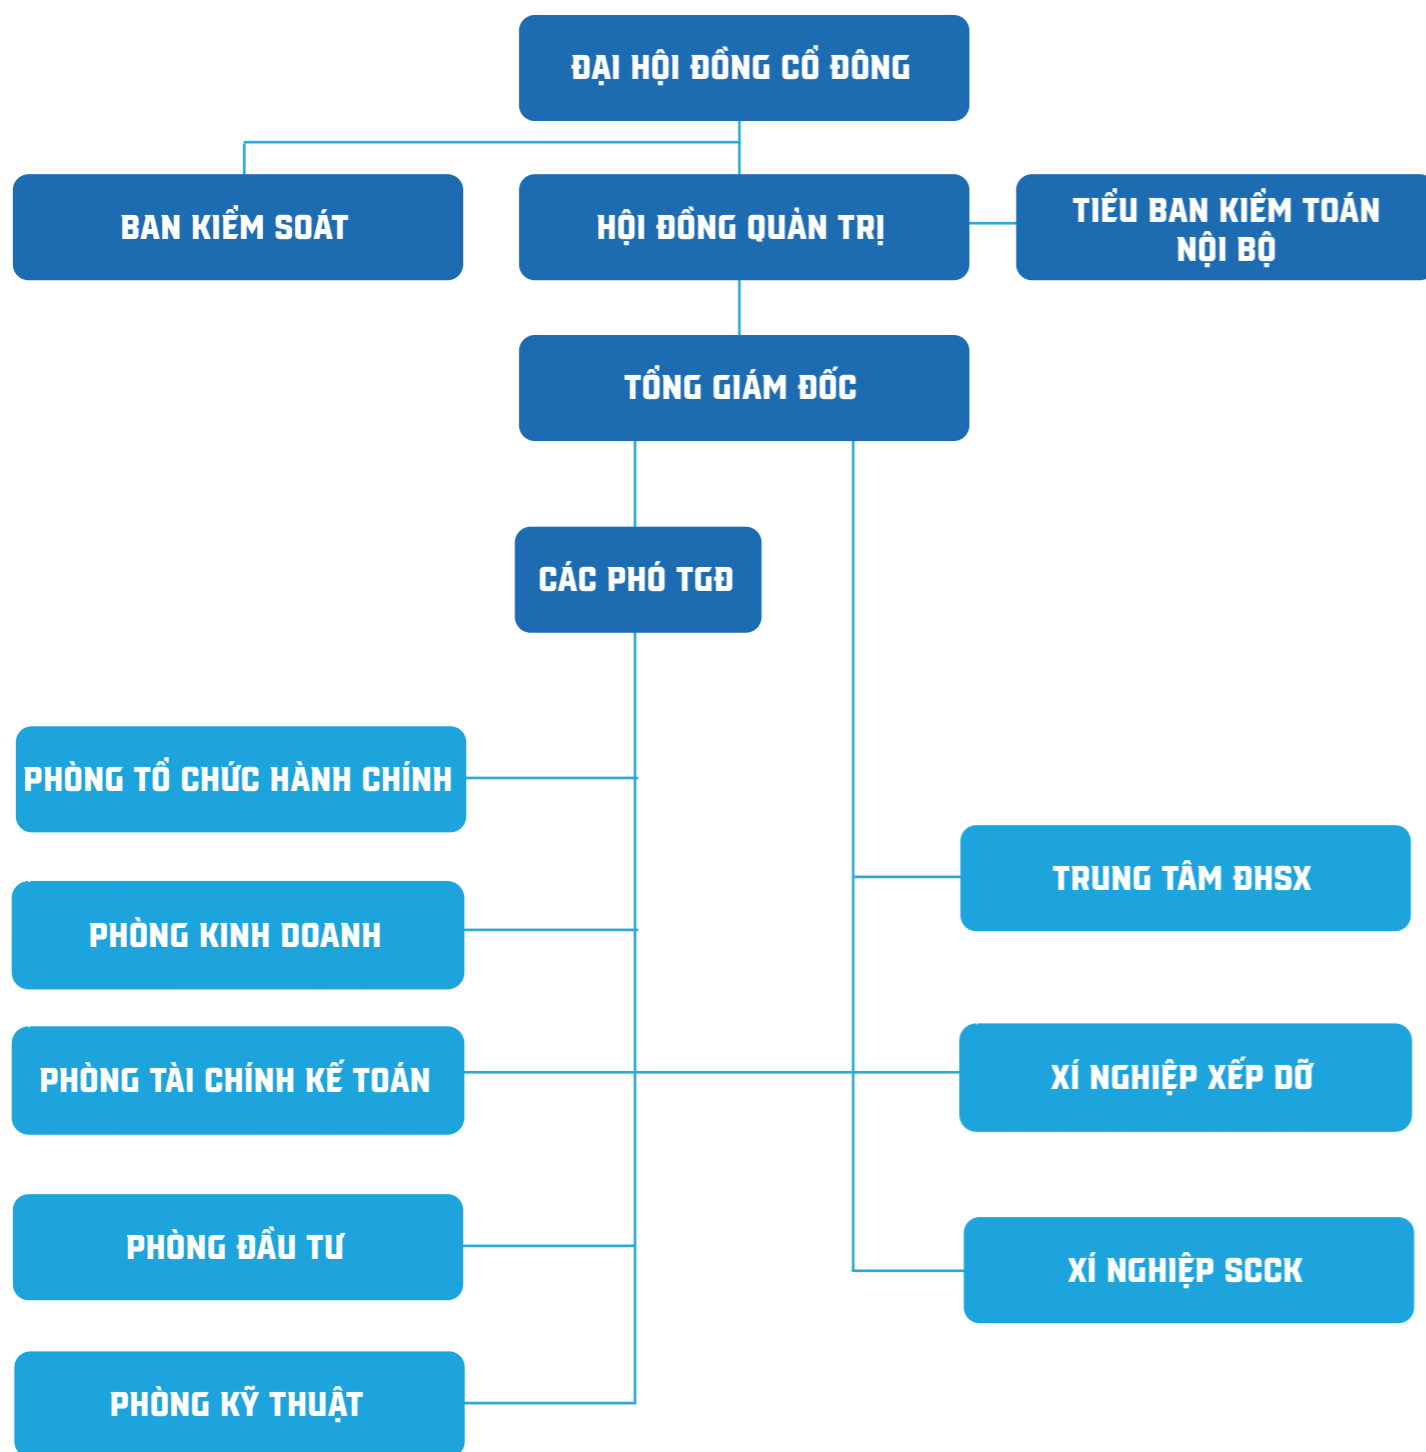 ĐẠI HỘI ĐỒNG CỔ ĐÔNG
BAN KIỂM SOÁT
HỘI ĐỒNG QUẢN TRỊ
TIỂU BAN KIỂM TOÁN
NỘI BỘ
TỔNG GIÁM ĐỐC
CÁC PHÓ TGĐ
PHÒNG TỔ CHỨC HÀNH CHÍNH
PHÒNG KINH DOANH
PHÒNG TÀI CHÍNH KẾ TOÁN
PHÒNG ĐẦU TƯ
PHÒNG KỸ THUẬT
TRUNG TÂM ĐHSX
XÍ NGHIỆP XẾP DỠ
XÍ NGHIỆP SCCK